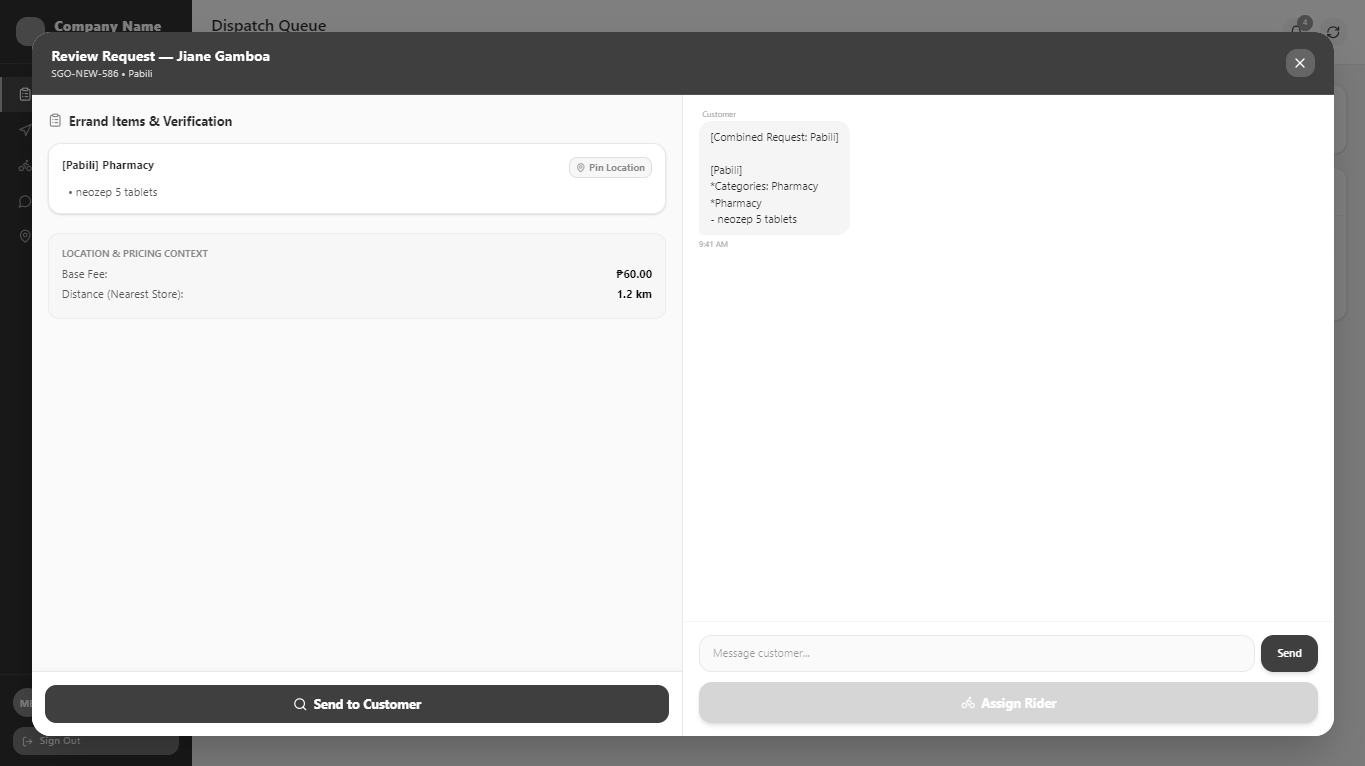 Company Name
Dispatch Queue
4
Review Request — Jiane Gamboa
SGO-NEW-586 • Pabili
Errand Items & Verification
[Pabili] Pharmacy
Pin Location
• neozep 5 tablets
LOCATION & PRICING CONTEXT
Base Fee:
₱60.00
Distance (Nearest Store):
1.2 km
Send to Customer
Customer
[Combined Request: Pabili]
[Pabili]
*Categories: Pharmacy
*Pharmacy
- neozep 5 tablets
9:41 AM
Message customer...
Send
Assign Rider
Sign Out